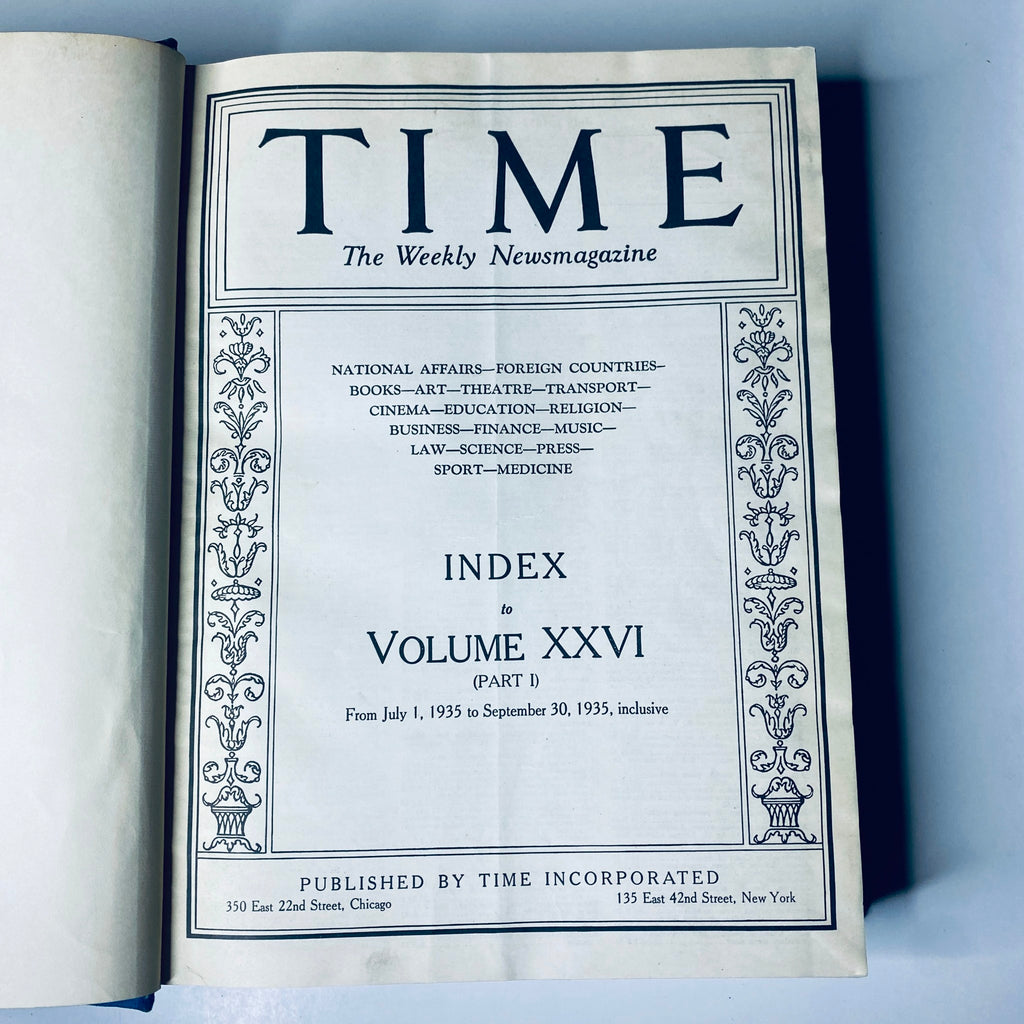 TIME
The Weekly Newsmagazine
NATIONAL AFFAIRS—FOREIGN COUNTRIES—
BOOKS—ART—THEATRE—TRANSPORT—
CINEMA—EDUCATION—RELIGION—
BUSINESS—FINANCE—MUSIC—
LAW—SCIENCE—PRESS—
SPORT—MEDICINE
INDEX
to
VOLUME XXVI
(PART I)
From July 1, 1935 to September 30, 1935, inclusive
PUBLISHED BY TIME INCORPORATED
350 East 22nd Street, Chicago 135 East 42nd Street, New York